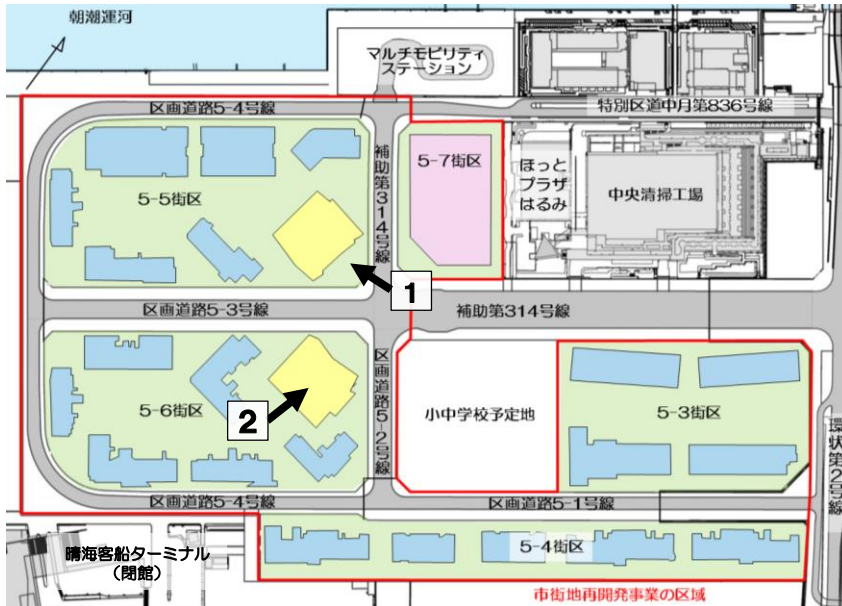 朝潮運河
マルチモビリティ
ステーション
区画道路5-4号線
特別区道中月第836号線
補助第314号線
5-7街区
ほっと
プラザ
はるみ
中央清掃工場
5-5街区
1
区画道路5-3号線
補助第314号線
区画道路5-2号線
5-6街区
2
小中学校予定地
5-3街区
環状第2号線
区画道路5-4号線
区画道路5-1号線
晴海客船ターミナル
（閉館）
5-4街区
市街地再開発事業の区域